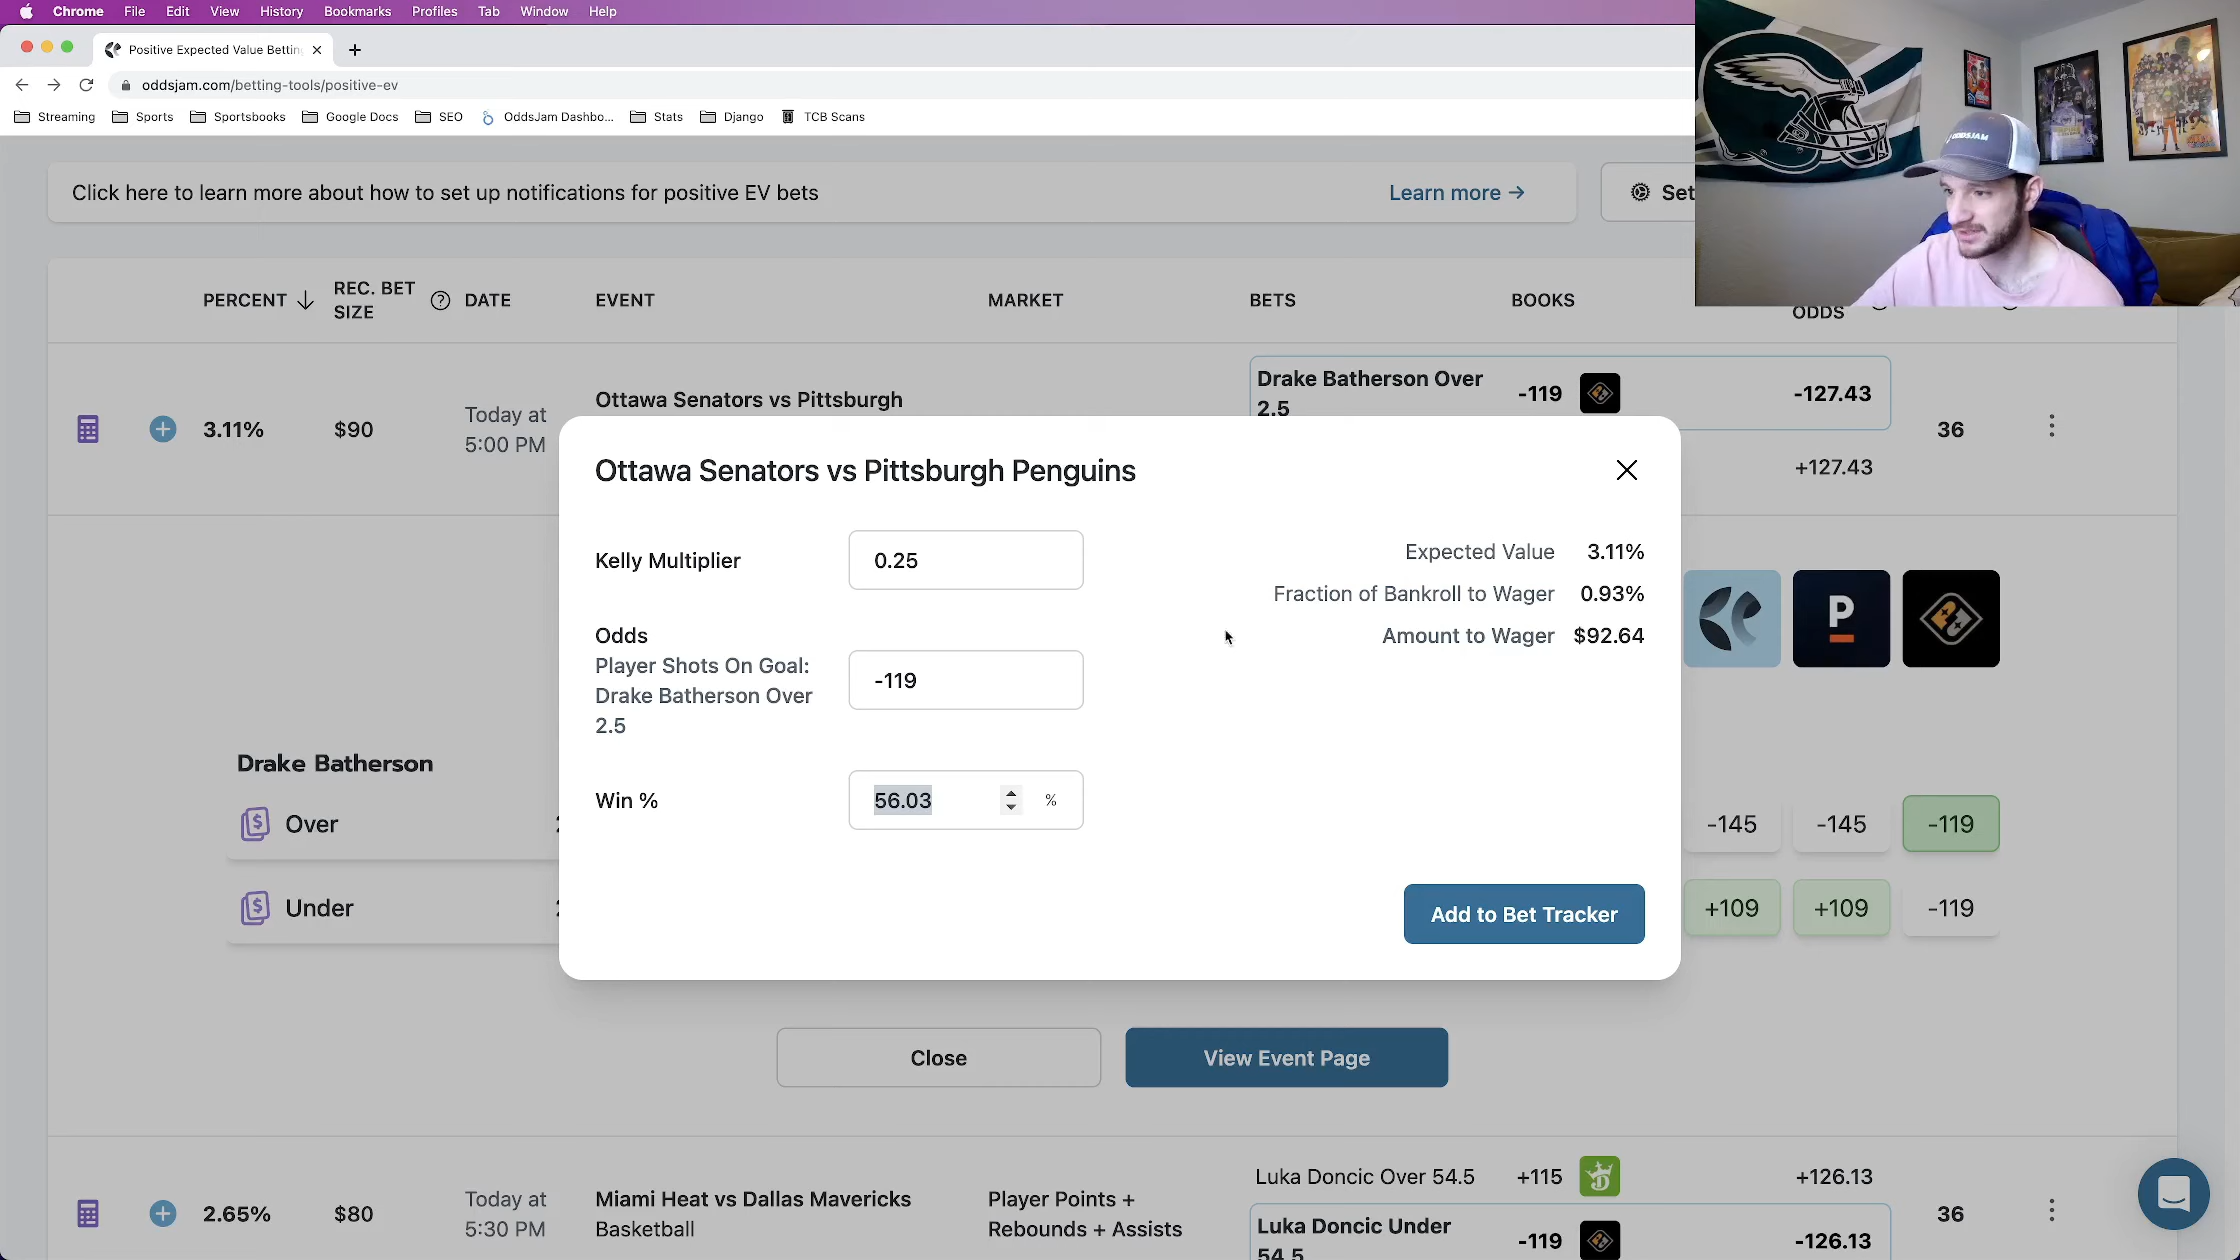 Chrome File Edit View History Bookmarks Profiles Tab Window Help
Positive Expected Value Bettin
oddsjam.com/betting-tools/positive-ev
Streaming Sports Sportsbooks Google Docs SEO OddsJam Dashbo... Stats Django TCB Scans
Click here to learn more about how to set up notifications for positive EV bets Learn more → Set
PERCENT ↓ REC. BET SIZE DATE EVENT MARKET BETS BOOKS ODDS
Drake Batherson Over
2.5
-119 -127.43
3.11% $90
Today at
5:00 PM
Ottawa Senators vs Pittsburgh
36
+127.43
Ottawa Senators vs Pittsburgh Penguins
Kelly Multiplier 0.25
Expected Value 3.11%
Fraction of Bankroll to Wager 0.93%
Amount to Wager $92.64
Odds
Player Shots On Goal:
Drake Batherson Over
2.5
-119
Win % 56.03 %
Add to Bet Tracker
P
Drake Batherson
Over -145 -145 -119
Under +109 +109 -119
Close View Event Page
2.65% $80
Today at
5:30 PM
Miami Heat vs Dallas Mavericks
Basketball
Player Points +
Rebounds + Assists
Luka Doncic Over 54.5 +115 +126.13
Luka Doncic Under
54.5
-119 -126.13
36
ODDSJAM